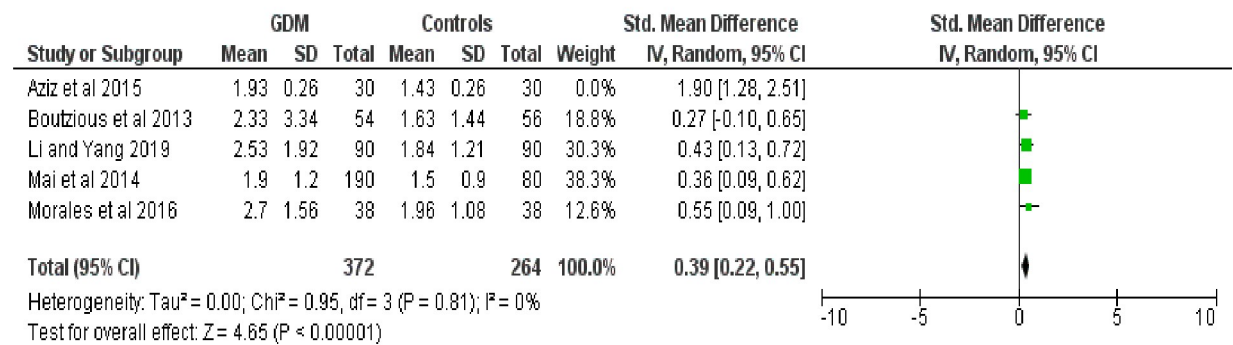 GDM Controls Std. Mean Difference Std. Mean Difference
Study or Subgroup Mean SD Total Mean SD Total Weight IV, Random, 95% CI IV, Random, 95% CI
Aziz et al 2015 1.93 0.26 30 1.43 0.26 30 0.0% 1.90 [1.28, 2.51]
Boutzious et al 2013 2.33 3.34 54 1.63 1.44 56 18.8% 0.27 [-0.10, 0.65]
Li and Yang 2019 2.53 1.92 90 1.84 1.21 90 30.3% 0.43 [0.13, 0.72]
Mai et al 2014 1.9 1.2 190 1.5 0.9 80 38.3% 0.36 [0.09, 0.62]
Morales et al 2016 2.7 1.56 38 1.96 1.08 38 12.6% 0.55 [0.09, 1.00]
Total (95% CI) 372 264 100.0% 0.39 [0.22, 0.55]
Heterogeneity: Tau² = 0.00; Chi² = 0.95, df = 3 (P = 0.81); I² = 0%
Test for overall effect: Z = 4.65 (P < 0.00001)
-10 -5 0 5 10